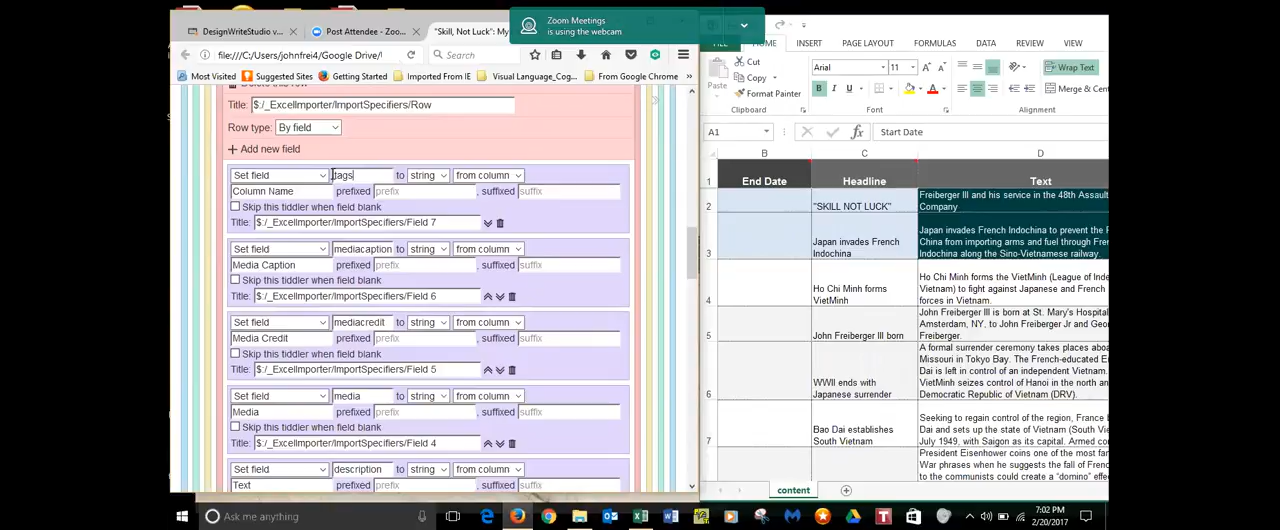 Zoom Meetings
is using the webcam
DesignWriteStudio v
Post Attendee - Zoom
"Skill, Not Luck": My
file:///C:/Users/johnfrei4/Google Drive/
Search
Most Visited
Suggested Sites
Getting Started
Imported From IE
Visual Language_Cog...
From Google Chrome
»
Title: $:/_ExcelImporter/ImportSpecifiers/Row
Row type: By field
+ Add new field
Set field tags to string from column
Column Name prefixed prefix , suffixed suffix
Skip this tiddler when field blank
Title: $:/_ExcelImporter/ImportSpecifiers/Field 7
Set field mediacaption to string from column
Media Caption prefixed prefix , suffixed suffix
Skip this tiddler when field blank
Title: $:/_ExcelImporter/ImportSpecifiers/Field 6
Set field mediacredit to string from column
Media Credit prefixed prefix , suffixed suffix
Skip this tiddler when field blank
Title: $:/_ExcelImporter/ImportSpecifiers/Field 5
Set field media to string from column
Media prefixed prefix , suffixed suffix
Skip this tiddler when field blank
Title: $:/_ExcelImporter/ImportSpecifiers/Field 4
Set field description to string from column
Text prefixed prefix , suffixed suffix
FILE HOME INSERT PAGE LAYOUT FORMULAS DATA REVIEW VIEW
Paste
Cut
Copy
Format Painter
Clipboard
Arial 11
B I U
Font
Wrap Text
Merge & Cent
Alignment
A1 fx Start Date
B C D
1 End Date Headline Text
2 "SKILL NOT LUCK"
Freiberger III and his service in the 48th Assault
Company
3 Japan invades French
Indochina
Japan invades French Indochina to prevent the
China from importing arms and fuel through Fre
Indochina along the Sino-Vietnamese railway.
4 Ho Chi Minh forms
VietMinh
Ho Chi Minh forms the VietMinh (League of Inde
Vietnam) to fight against Japanese and French
forces in Vietnam.
5 John Freiberger III born
John Freiberger III is born at St. Mary's Hospital
Amsterdam, NY, to John Freiberger Jr and Geor
Freiberger.
6 WWII ends with
Japanese surrender
A formal surrender ceremony takes places aboa
Missouri in Tokyo Bay. The French-educated E
Dai is left in control of an independent Vietnam.
VietMinh seizes control of Hanoi in the north an
Democratic Republic of Vietnam (DRV).
7 Bao Dai establishes
South Vietnam
Seeking to regain control of the region, France b
Dai and sets up the state of Vietnam (South Vie
July 1949, with Saigon as its capital. Armed co
President Eisenhower coins one of the most fam
War phrases when he suggests the fall of Frenc
to the communists could create a "domino" effec
content
Ask me anything
7:02 PM
2/20/2017